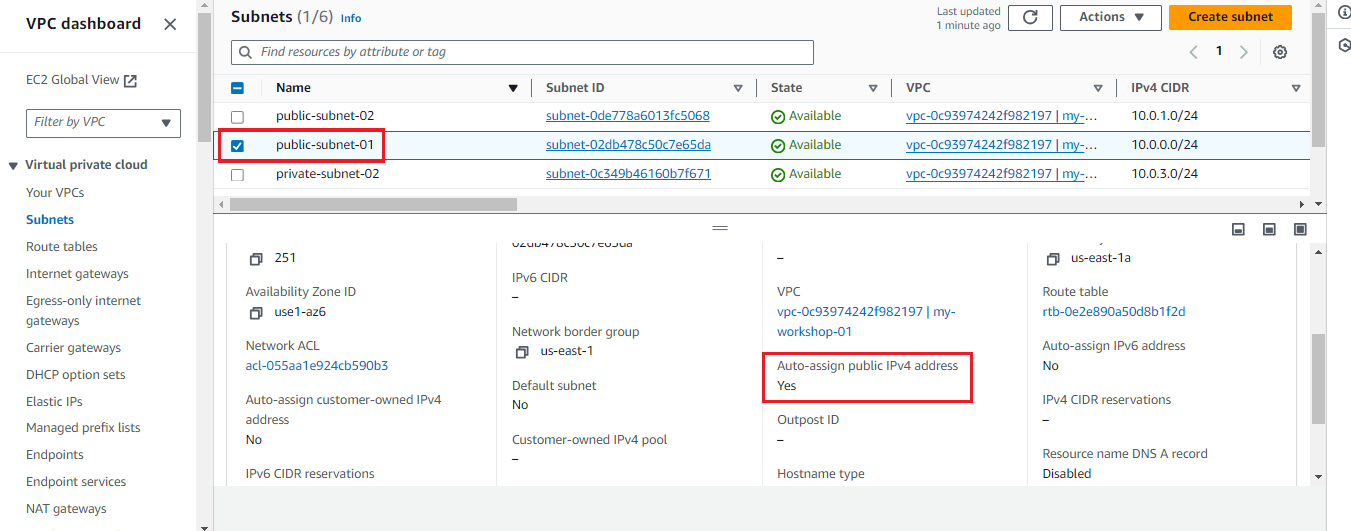 VPC dashboard
EC2 Global View
Filter by VPC
Virtual private cloud
Your VPCs
Subnets
Route tables
Internet gateways
Egress-only internet
gateways
Carrier gateways
DHCP option sets
Elastic IPs
Managed prefix lists
Endpoints
Endpoint services
NAT gateways
Subnets (1/6) Info
Last updated
1 minute ago
Actions
Create subnet
Find resources by attribute or tag
1
Name Subnet ID State VPC IPv4 CIDR
public-subnet-02 subnet-0de778a6013fc5068 Available vpc-0c93974242f982197 | my-… 10.0.1.0/24
public-subnet-01 subnet-02db478c50c7e65da Available vpc-0c93974242f982197 | my-… 10.0.0.0/24
private-subnet-02 subnet-0c349b46160b7f671 Available vpc-0c93974242f982197 | my-… 10.0.3.0/24
251
Availability Zone ID
use1-az6
Network ACL
acl-055aa1e924cb590b3
Auto-assign customer-owned IPv4
address
No
IPv6 CIDR reservations
02db478c50c7e65da
IPv6 CIDR
–
Network border group
us-east-1
Default subnet
No
Customer-owned IPv4 pool
–
–
VPC
vpc-0c93974242f982197 | my-
workshop-01
Auto-assign public IPv4 address
Yes
Outpost ID
–
Hostname type
us-east-1a
Route table
rtb-0e2e890a50d8b1f2d
Auto-assign IPv6 address
No
IPv4 CIDR reservations
–
Resource name DNS A record
Disabled